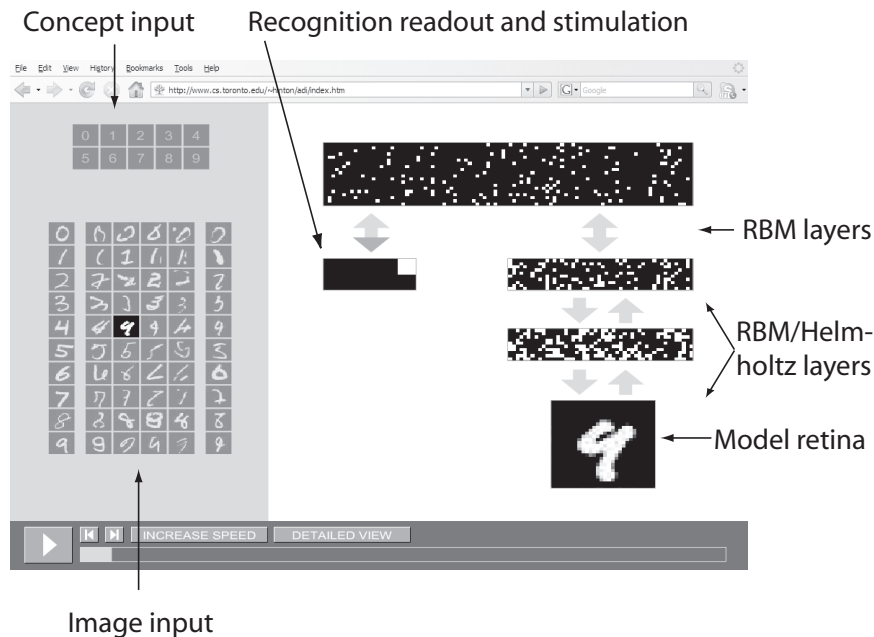 Concept input
Recognition readout and stimulation
File Edit View History Bookmarks Tools Help
http://www.cs.toronto.edu/~hinton/adi/index.htm
G Google
0 1 2 3 4
5 6 7 8 9
RBM layers
RBM/Helm-
holtz layers
Model retina
INCREASE SPEED DETAILED VIEW
Image input